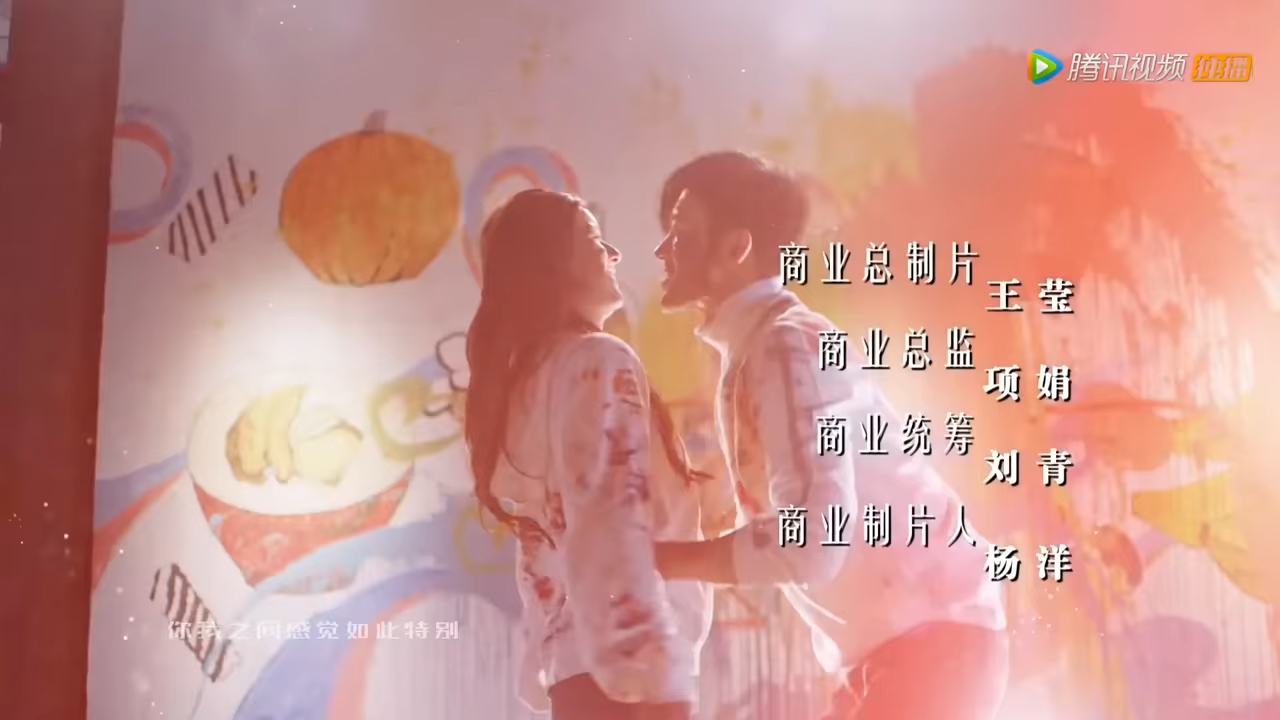 腾讯视频 独播
商业总制片 王莹
商业总监 项娟
商业统筹 刘青
商业制片人 杨洋
你我之间感觉如此特别